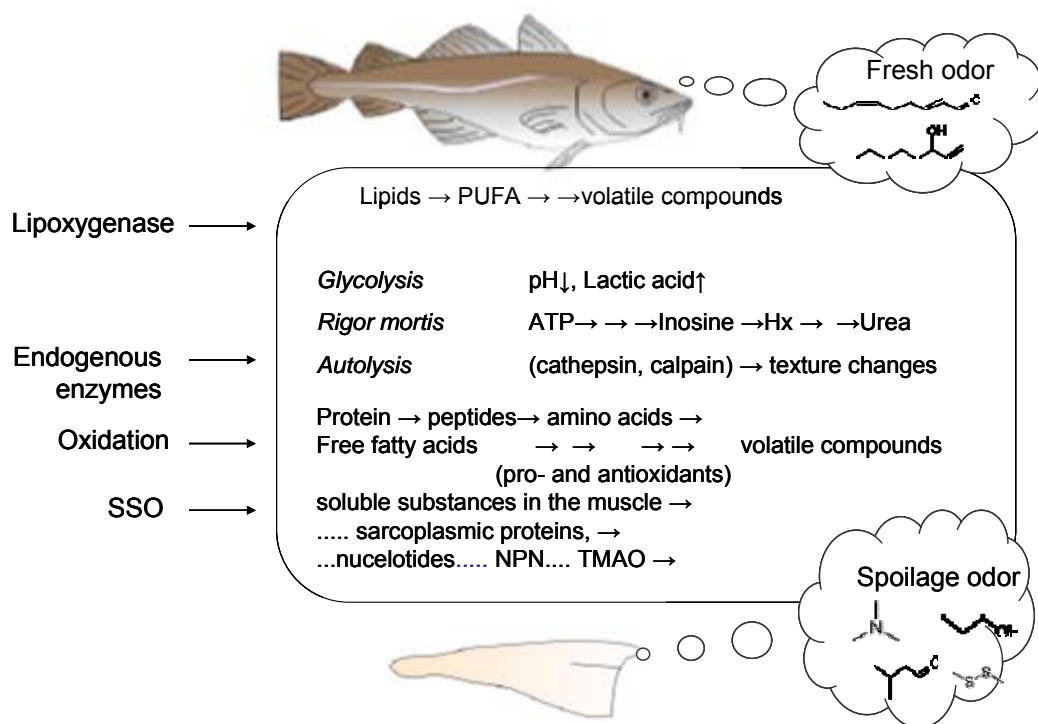 Fresh odor
OH
Lipids → PUFA → →volatile compounds
Lipoxygenase
Glycolysis pH↓, Lactic acid↑
Rigor mortis ATP→ → →Inosine →Hx → →Urea
Endogenous
enzymes
Autolysis (cathepsin, calpain) → texture changes
Protein → peptides→ amino acids →
Oxidation
Free fatty acids → → → → volatile compounds
(pro- and antioxidants)
SSO
soluble substances in the muscle →
..... sarcoplasmic proteins, →
...nucelotides..... NPN.... TMAO →
Spoilage odor
N
S S